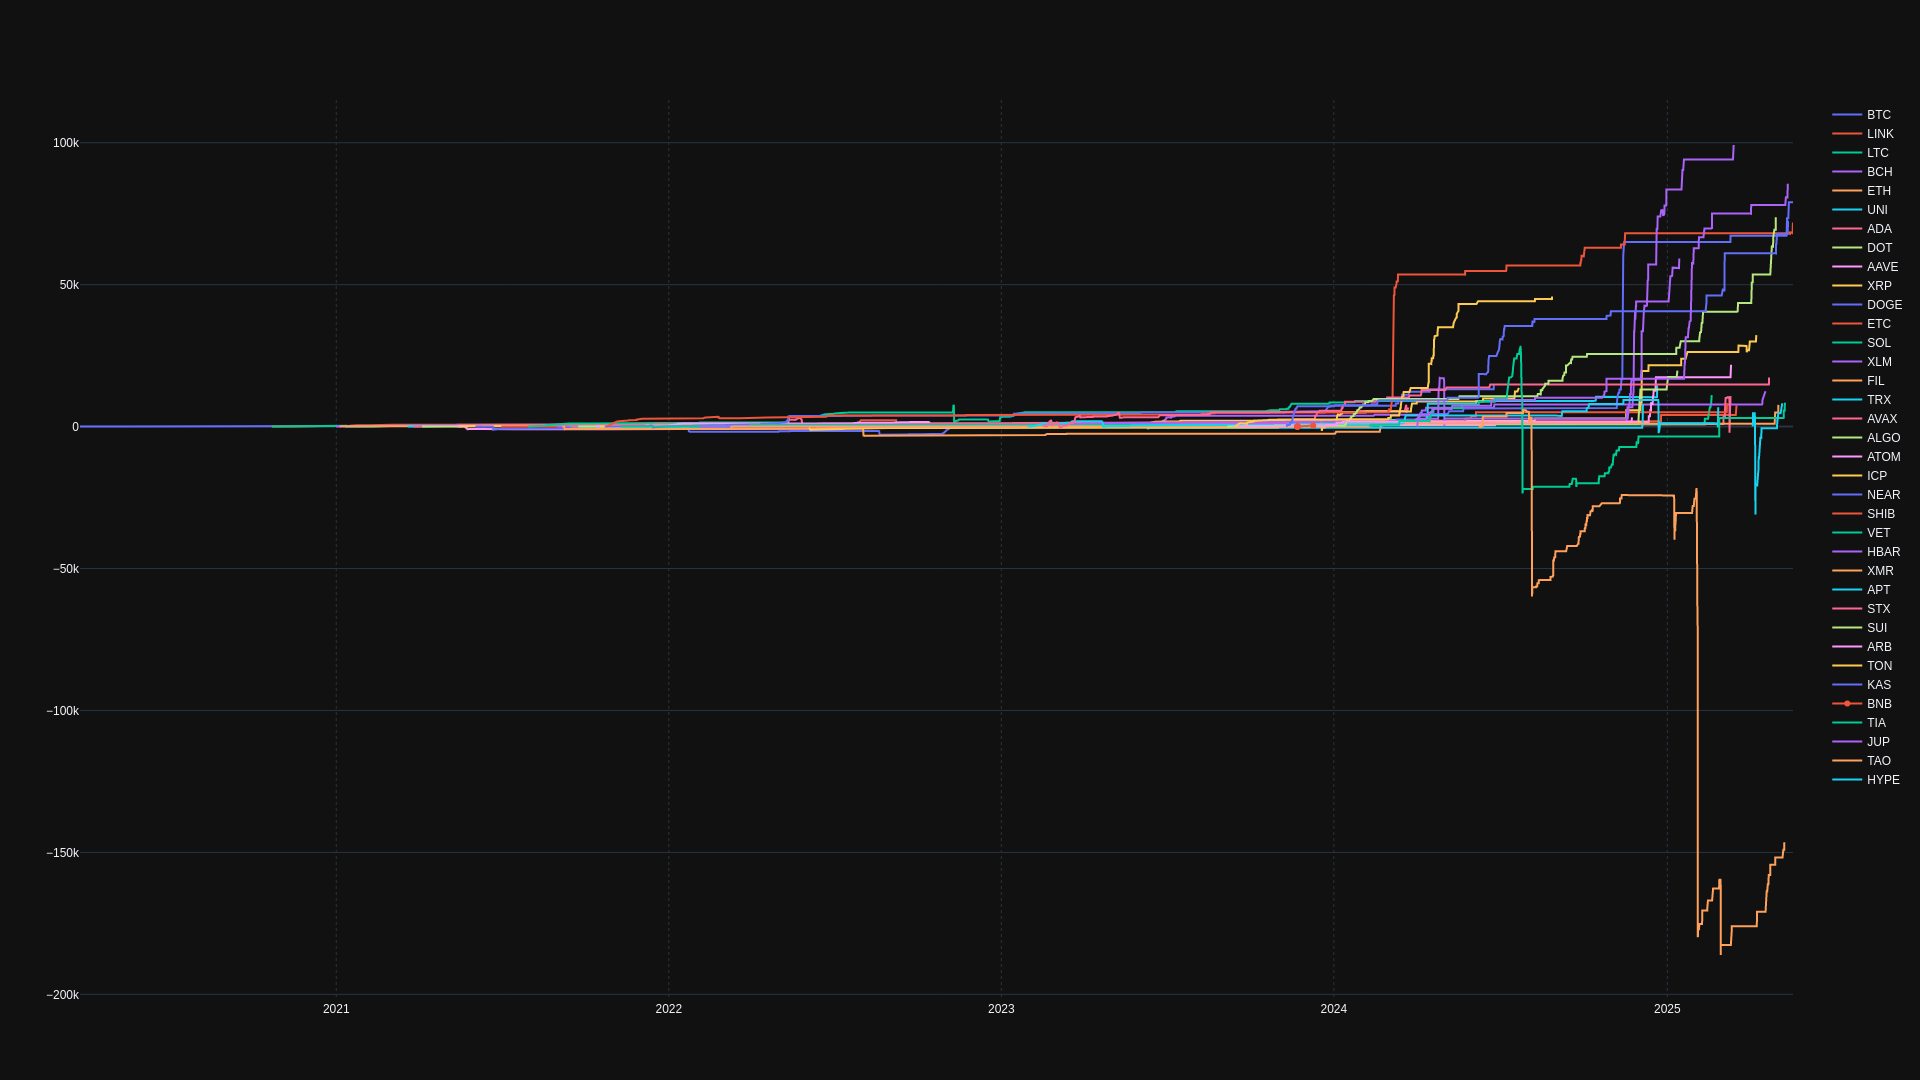 100k
50k
0
−50k
−100k
−150k
−200k
2021
2022
2023
2024
2025
BTC
LINK
LTC
BCH
ETH
UNI
ADA
DOT
AAVE
XRP
DOGE
ETC
SOL
XLM
FIL
TRX
AVAX
ALGO
ATOM
ICP
NEAR
SHIB
VET
HBAR
XMR
APT
STX
SUI
ARB
TON
KAS
BNB
TIA
JUP
TAO
HYPE